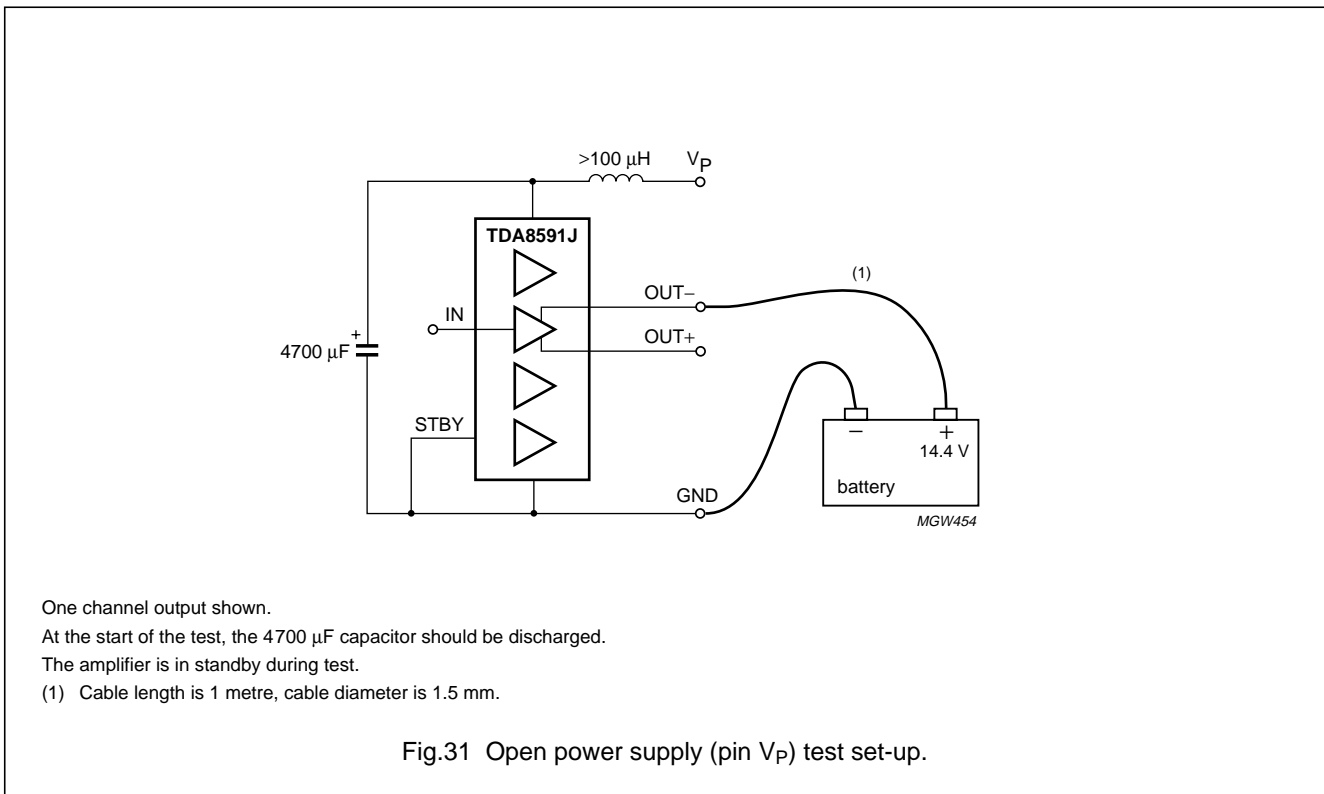 >100 μH
VP
TDA8591J
(1)
OUT−
IN
OUT+
+
4700 μF
STBY
− +
14.4 V
battery
GND
MGW454
One channel output shown.
At the start of the test, the 4700 μF capacitor should be discharged.
The amplifier is in standby during test.
(1) Cable length is 1 metre, cable diameter is 1.5 mm.
Fig.31 Open power supply (pin VP) test set-up.